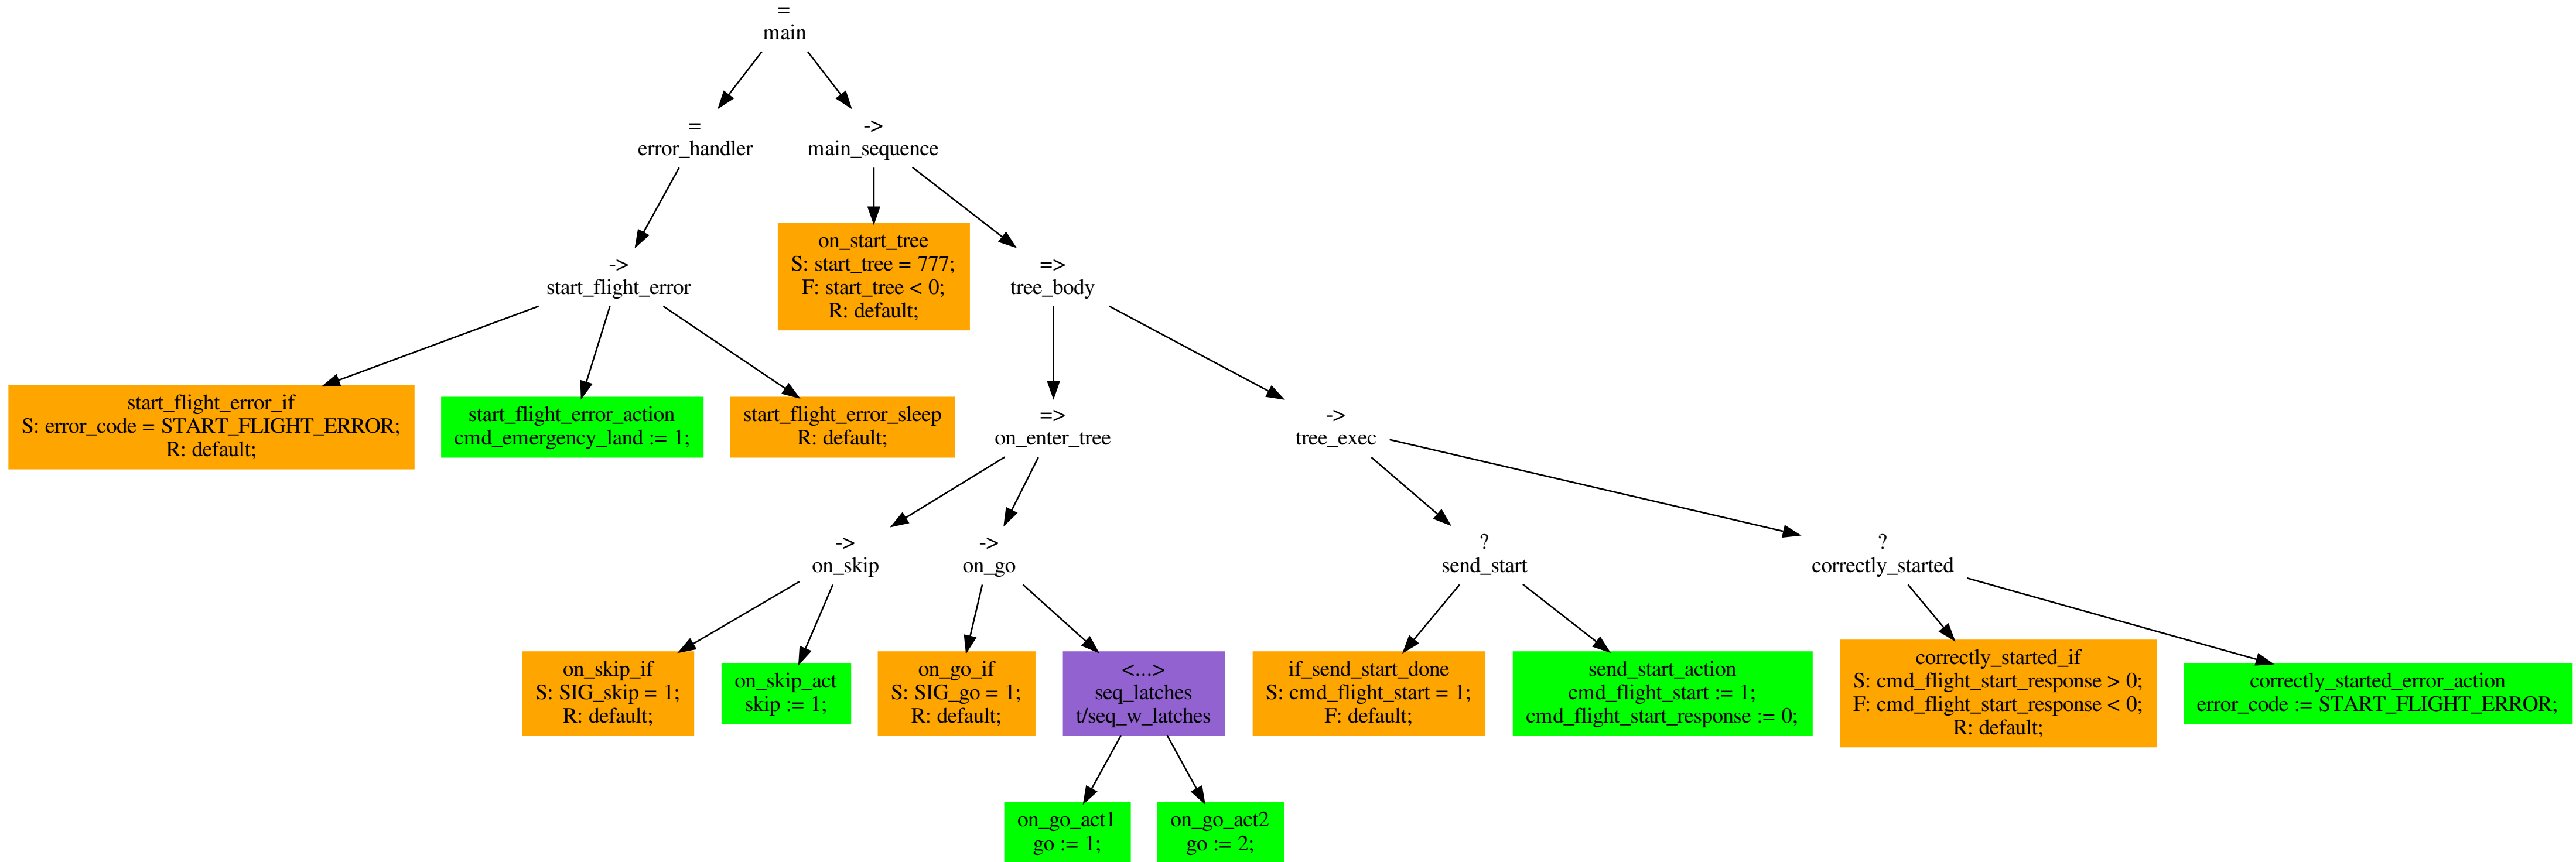 =
main
=
error_handler
->
main_sequence
on_start_tree
S: start_tree = 777;
F: start_tree < 0;
R: default;
->
start_flight_error
=>
tree_body
start_flight_error_if
S: error_code = START_FLIGHT_ERROR;
R: default;
start_flight_error_action
cmd_emergency_land := 1;
start_flight_error_sleep
R: default;
=>
on_enter_tree
->
tree_exec
->
on_skip
->
on_go
?
send_start
?
correctly_started
on_skip_if
S: SIG_skip = 1;
R: default;
on_skip_act
skip := 1;
on_go_if
S: SIG_go = 1;
R: default;
<...>
seq_latches
t/seq_w_latches
if_send_start_done
S: cmd_flight_start = 1;
F: default;
send_start_action
cmd_flight_start := 1;
cmd_flight_start_response := 0;
correctly_started_if
S: cmd_flight_start_response > 0;
F: cmd_flight_start_response < 0;
R: default;
correctly_started_error_action
error_code := START_FLIGHT_ERROR;
on_go_act1
go := 1;
on_go_act2
go := 2;